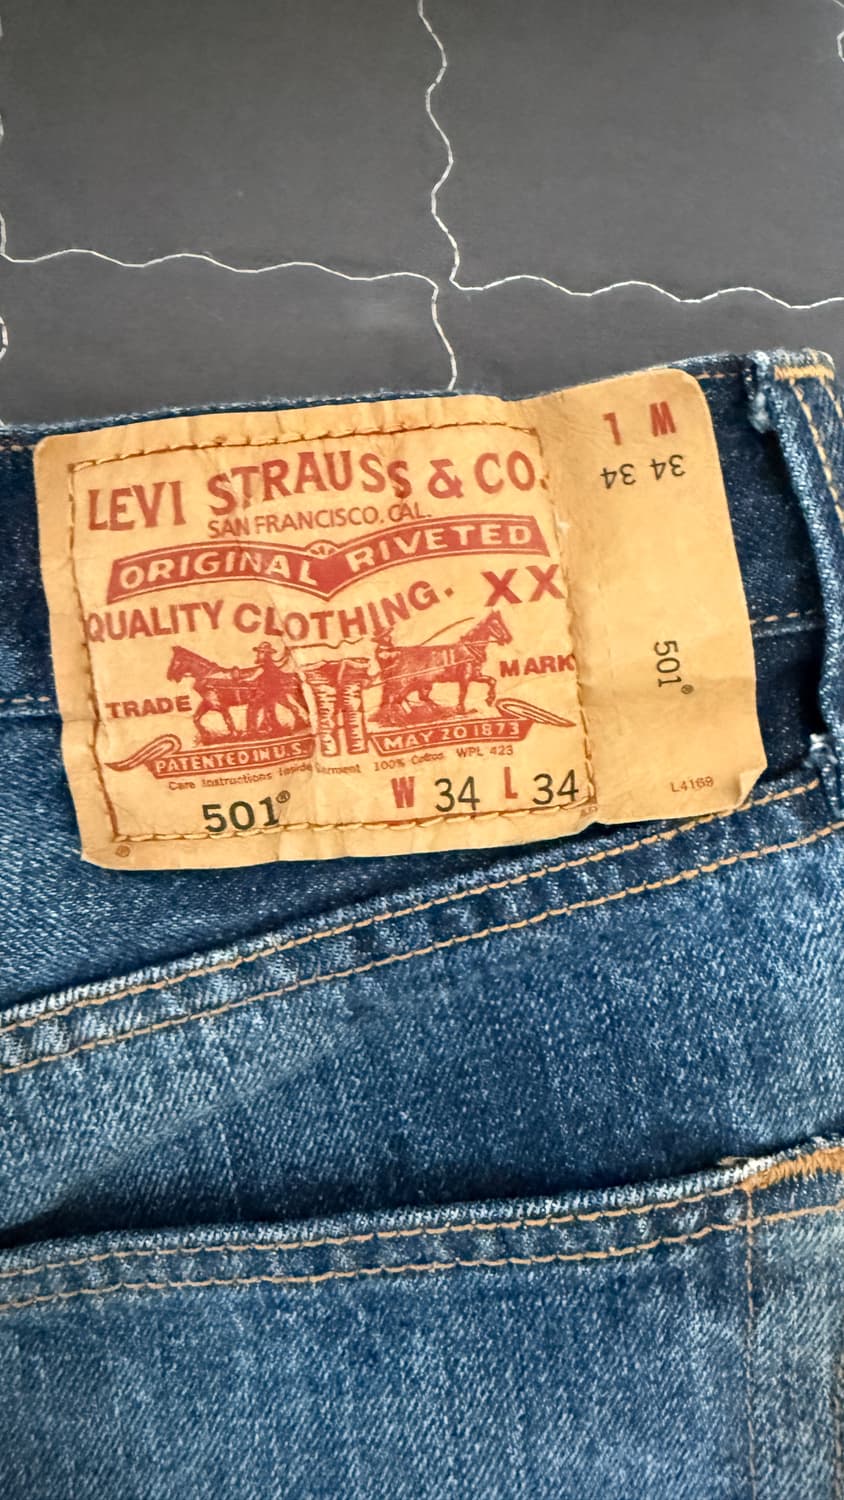 LEVI STRAUSS & CO.
SAN FRANCISCO, CAL.
ORIGINAL RIVETED
QUALITY CLOTHING. XX
TRADE MARK
PATENTED IN U.S. MAY 20 1873
Care Instructions Inside Garment 100% Cotton WPL 423
501® W 34 L 34
W L
34 34
501®
L4169